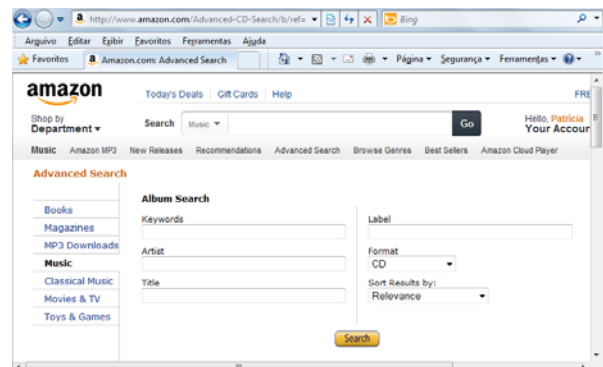 http://www.amazon.com/Advanced-CD-Search/b/ref=
Bing
Arquivo Editar Exibir Favoritos Ferramentas Ajuda
Favoritos Amazon.com: Advanced Search Página Segurança Ferramentas
amazon Today's Deals Gift Cards Help FRE
Shop by Department Search Music Go Hello, Patricia Your Accour
Music Amazon MP3 New Releases Recommendations Advanced Search Browse Genres Best Sellers Amazon Cloud Player
Advanced Search
Books
Magazines
MP3 Downloads
Music
Classical Music
Movies & TV
Toys & Games
Album Search
Keywords
Artist
Title
Label
Format
CD
Sort Results by:
Relevance
Search